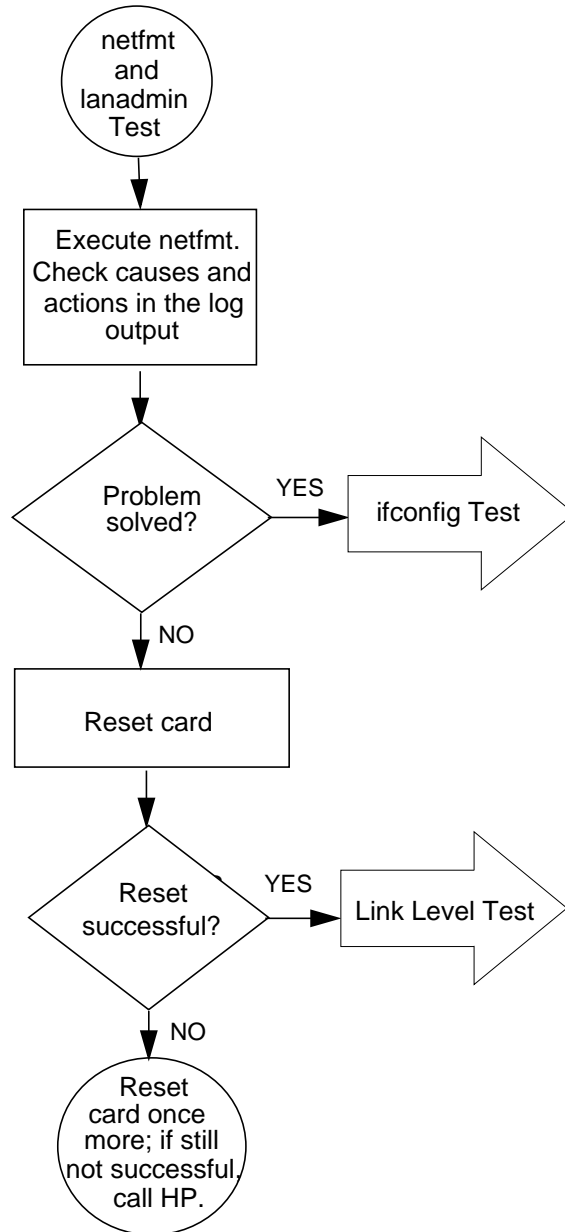 netfmt
and
lanadmin
Test
Execute netfmt.
Check causes and
actions in the log
output
Problem
solved?
YES
ifconfig Test
NO
Reset card
Reset
successful?
YES
Link Level Test
NO
Reset
card once
more; if still
not successful,
call HP.